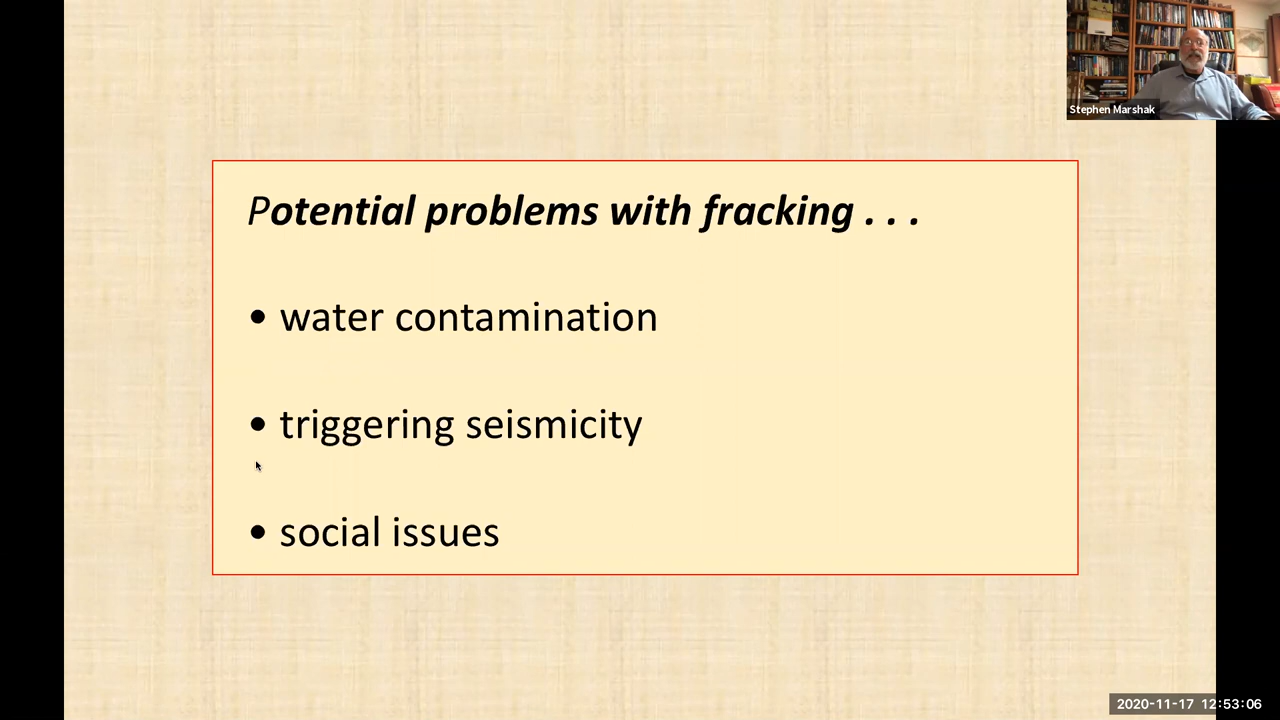 Stephen Marshak
Potential problems with fracking . . .
• water contamination
• triggering seismicity
• social issues
2020-11-17 12:53:06